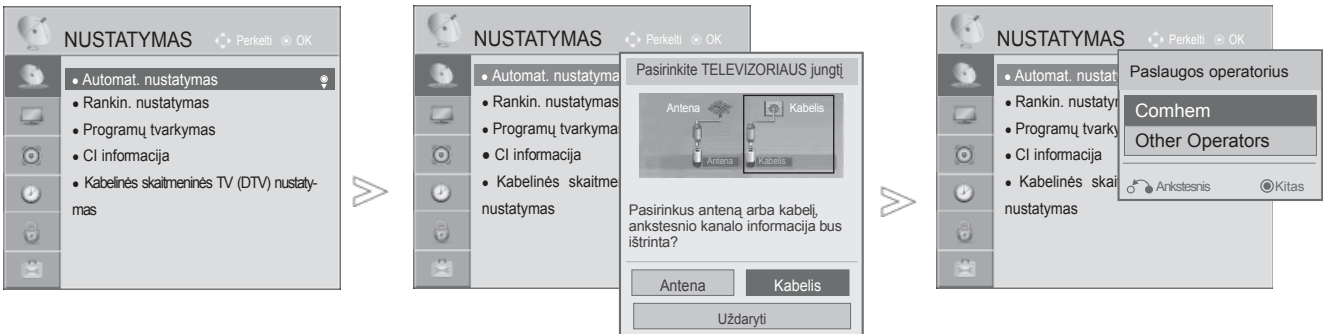 NUSTATYMAS Perkelti OK
• Automat. nustatymas
• Rankin. nustatymas
• Programų tvarkymas
• CI informacija
• Kabelinės skaitmeninės TV (DTV) nustaty-
mas
NUSTATYMAS Perkelti OK
• Automat. nustatyma
• Rankin. nustatymas
• Programų tvarkyma
• CI informacija
• Kabelinės skaitme
nustatymas
Pasirinkite TELEVIZORIAUS jungtį
Antena Kabelis
Antena Kabelis
Pasirinkus anteną arba kabelį,
ankstesnio kanalo informacija bus
ištrinta?
Antena Kabelis
Uždaryti
NUSTATYMAS Perkelti OK
• Automat. nustat
• Rankin. nustaty
• Programų tvarky
• CI informacija
• Kabelinės skai
nustatymas
Paslaugos operatorius
Comhem
Other Operators
Ankstesnis Kitas